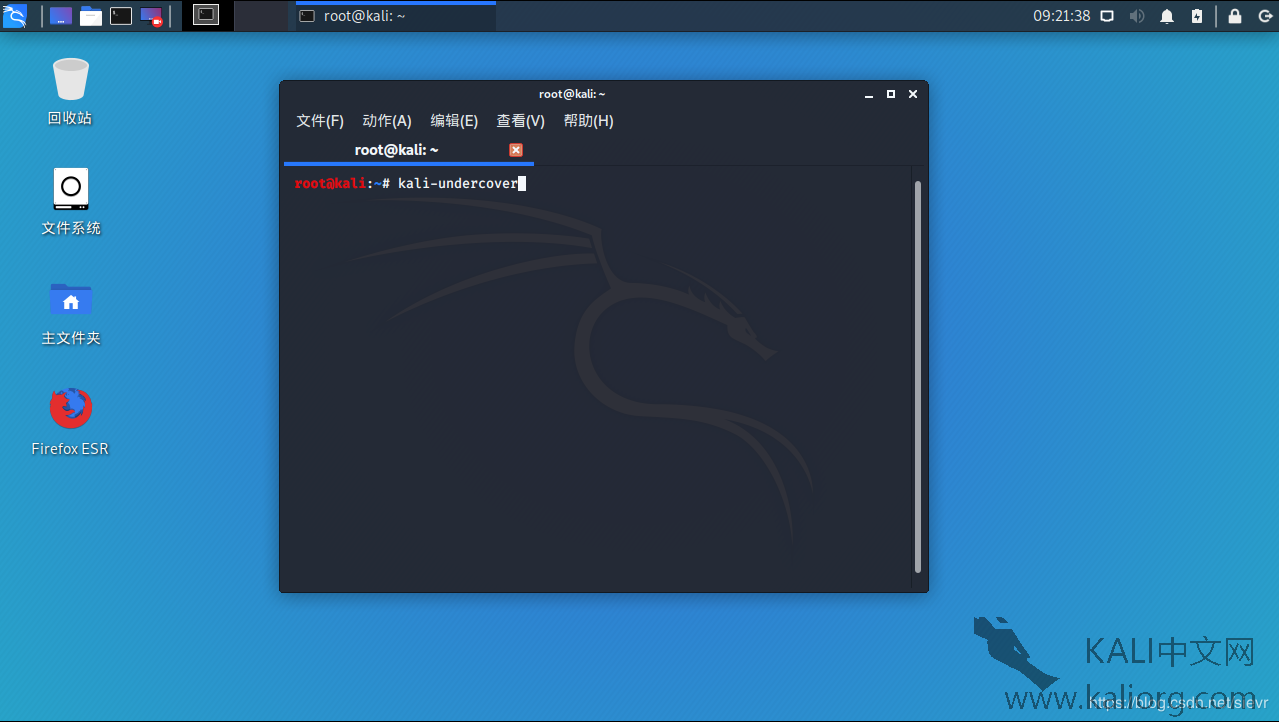 root@kali: ~
09:21:38
root@kali: ~
文件(F) 动作(A) 编辑(E) 查看(V) 帮助(H)
root@kali: ~
root@kali:~# kali-undercover
回收站
文件系统
主文件夹
Firefox ESR
KALI中文网
www.kaliorg.com
https://blog.csdn.net/sievr